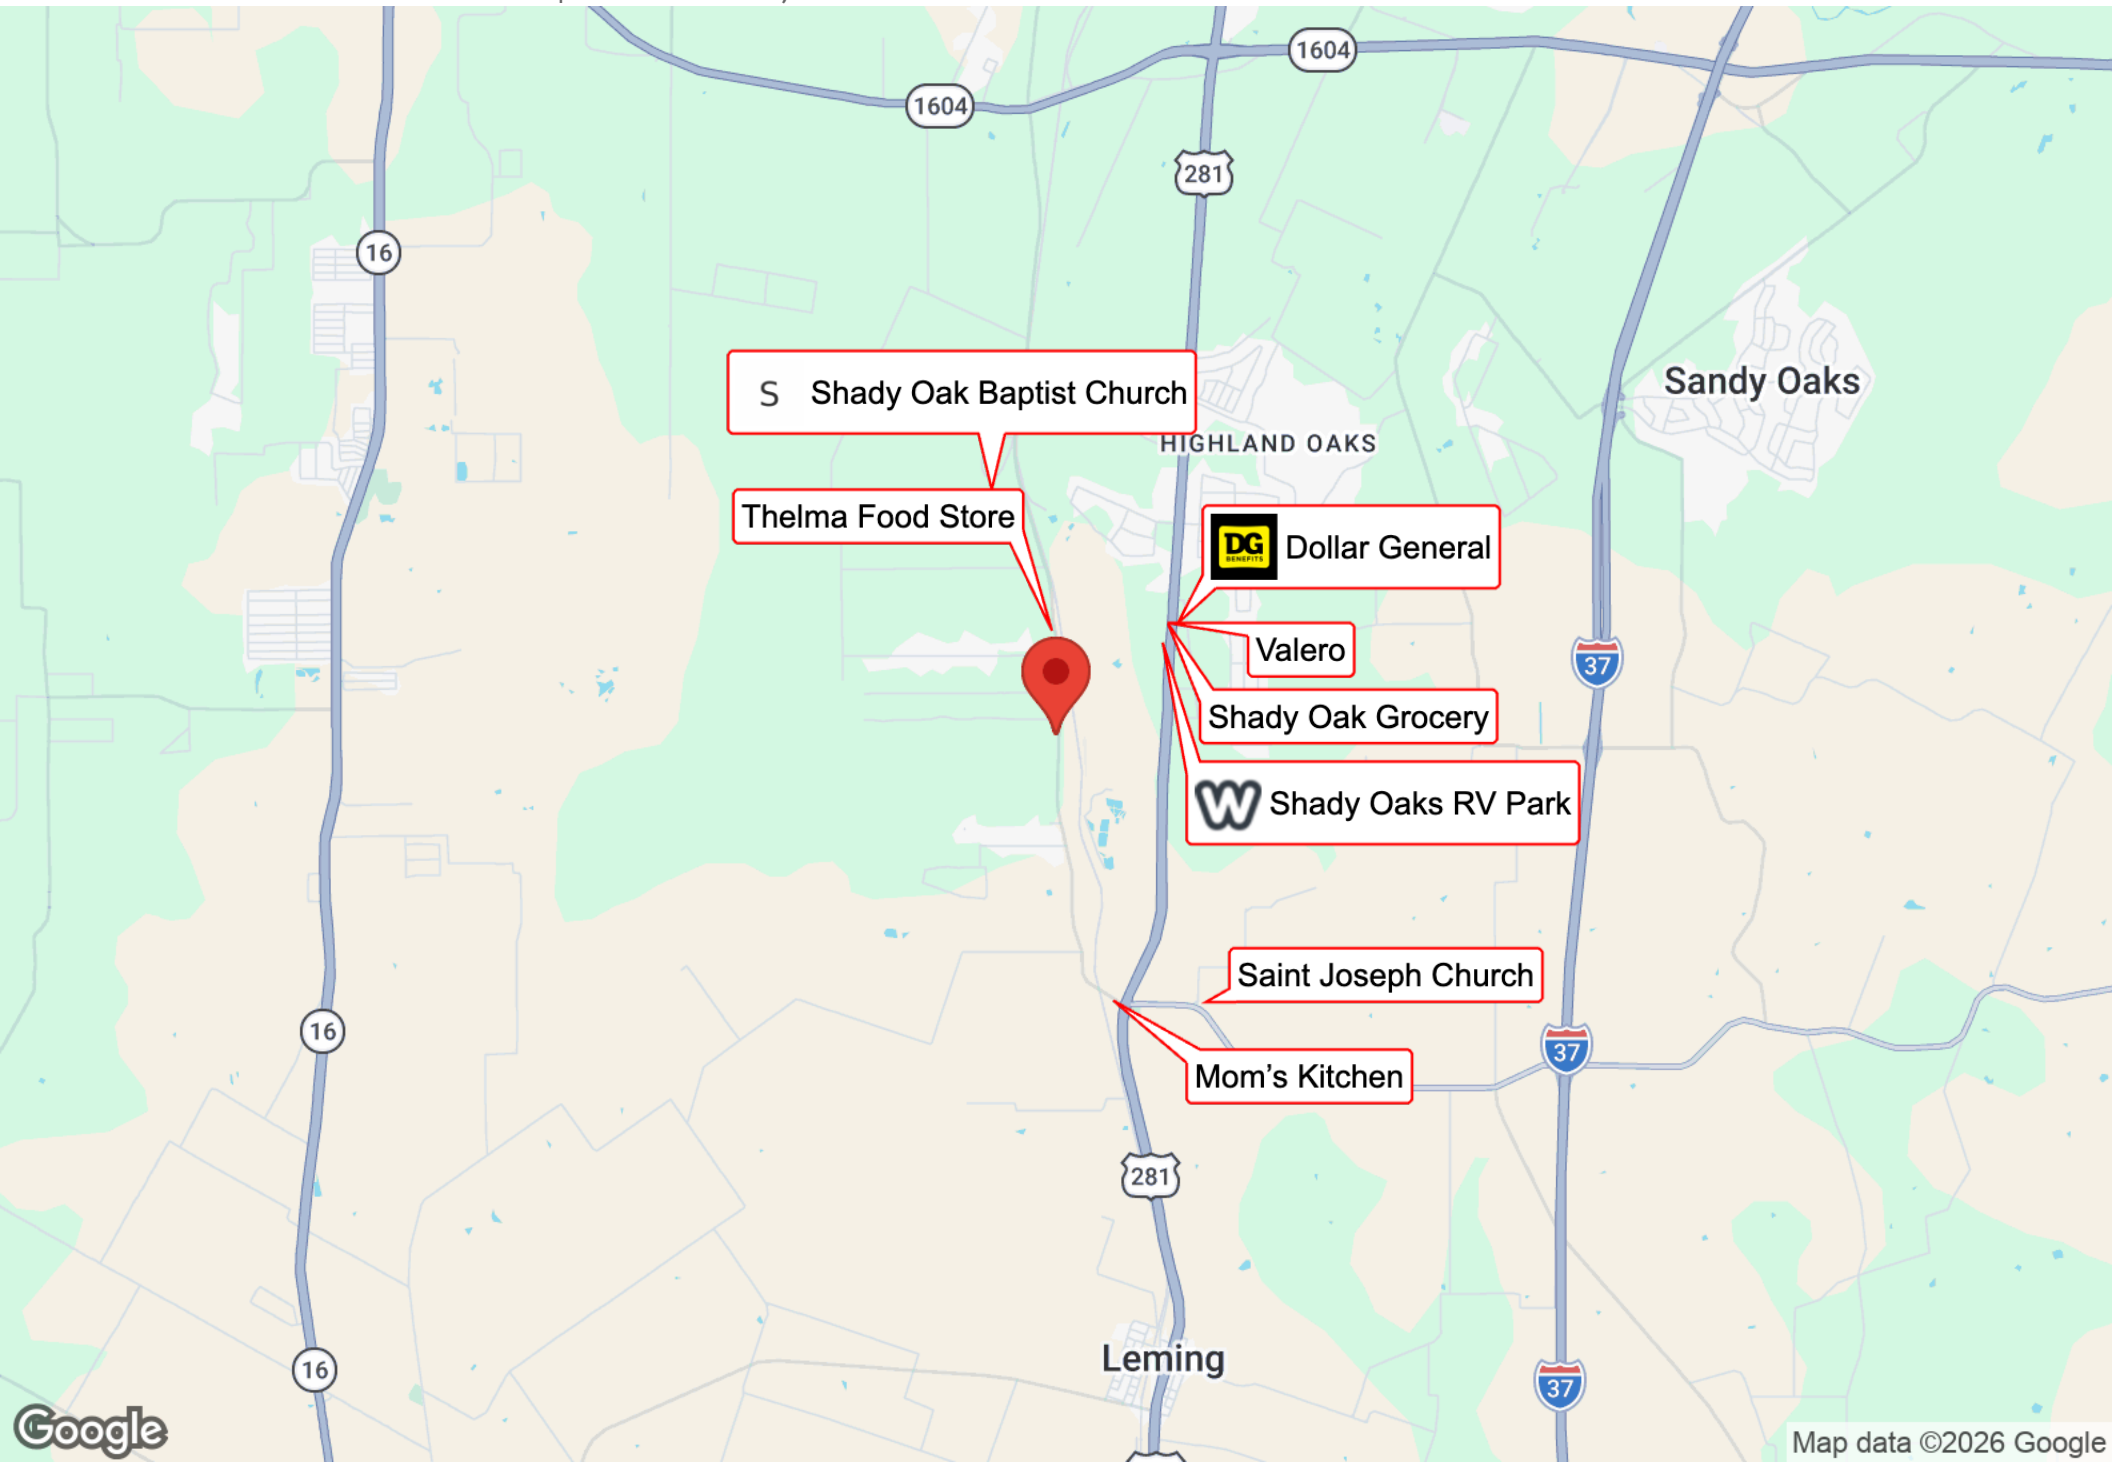 1604
1604
281
16
Sandy Oaks
S Shady Oak Baptist Church
HIGHLAND OAKS
Thelma Food Store
DG
BENEFITS
Dollar General
Valero
37
Shady Oak Grocery
W Shady Oaks RV Park
Saint Joseph Church
16
37
Mom’s Kitchen
281
Leming
16
37
Google
Map data ©2026 Google